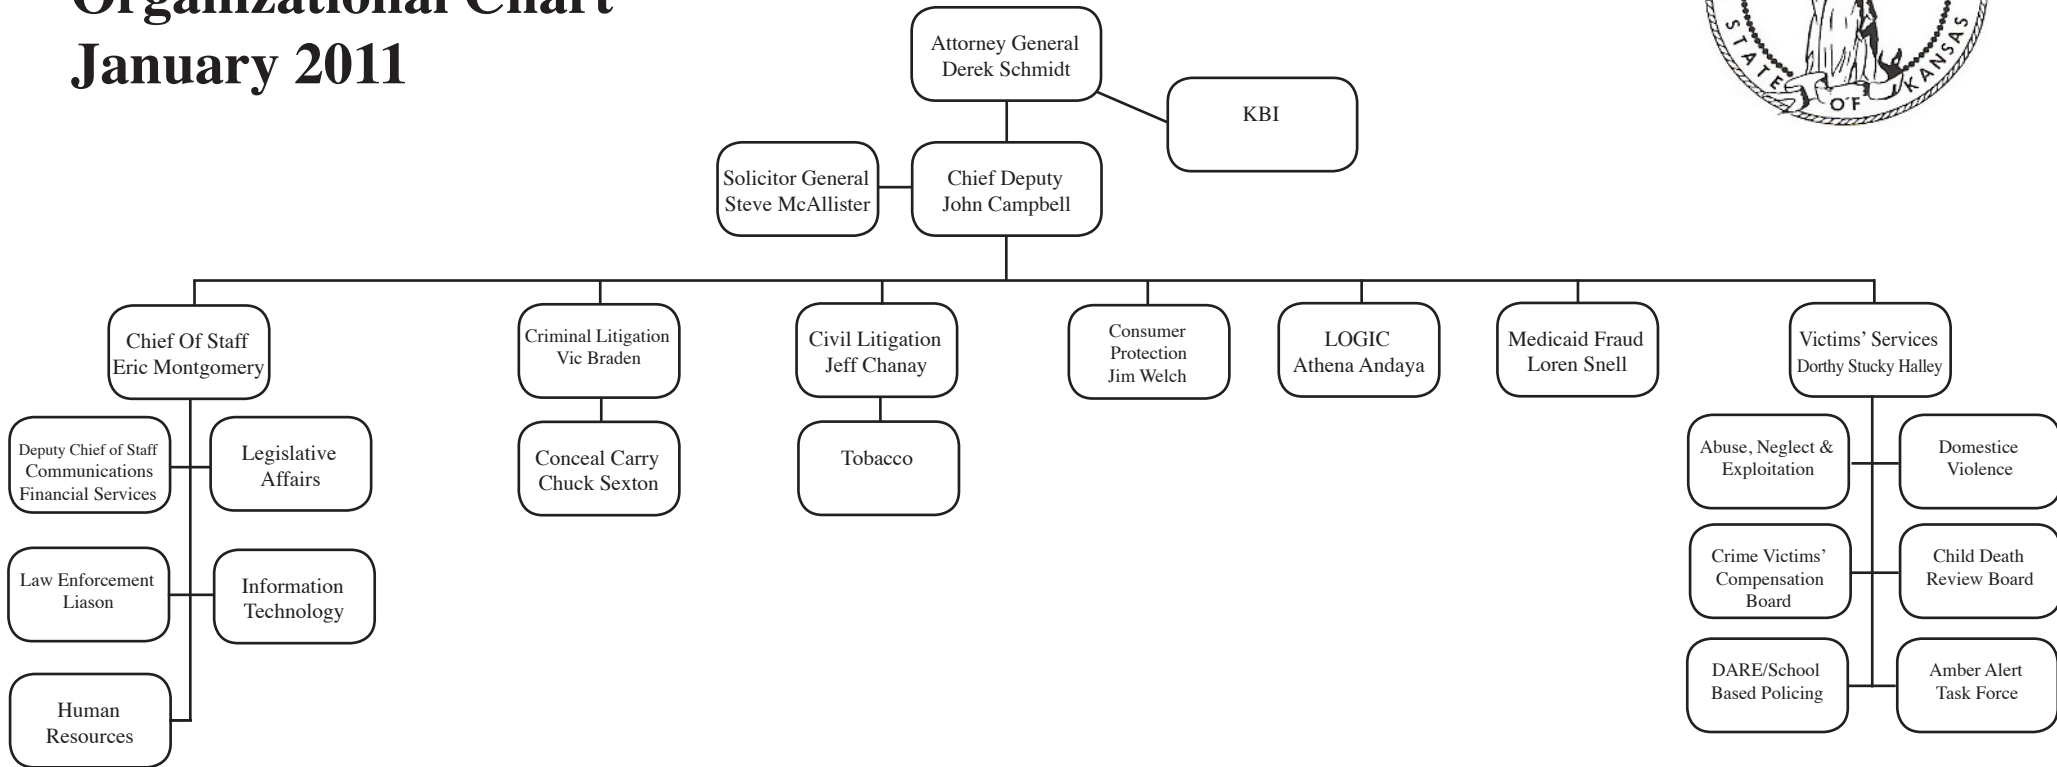 Organizational Chart
January 2011
STATE OF KANSAS
Attorney General
Derek Schmidt
KBI
Solicitor General
Steve McAllister
Chief Deputy
John Campbell
Chief Of Staff
Eric Montgomery
Criminal Litigation
Vic Braden
Civil Litigation
Jeff Chanay
Consumer
Protection
Jim Welch
LOGIC
Athena Andaya
Medicaid Fraud
Loren Snell
Victims’ Services
Dorthy Stucky Halley
Deputy Chief of Staff
Communications
Financial Services
Legislative
Affairs
Conceal Carry
Chuck Sexton
Tobacco
Abuse, Neglect &
Exploitation
Domestice
Violence
Law Enforcement
Liason
Information
Technology
Crime Victims’
Compensation
Board
Child Death
Review Board
Human
Resources
DARE/School
Based Policing
Amber Alert
Task Force